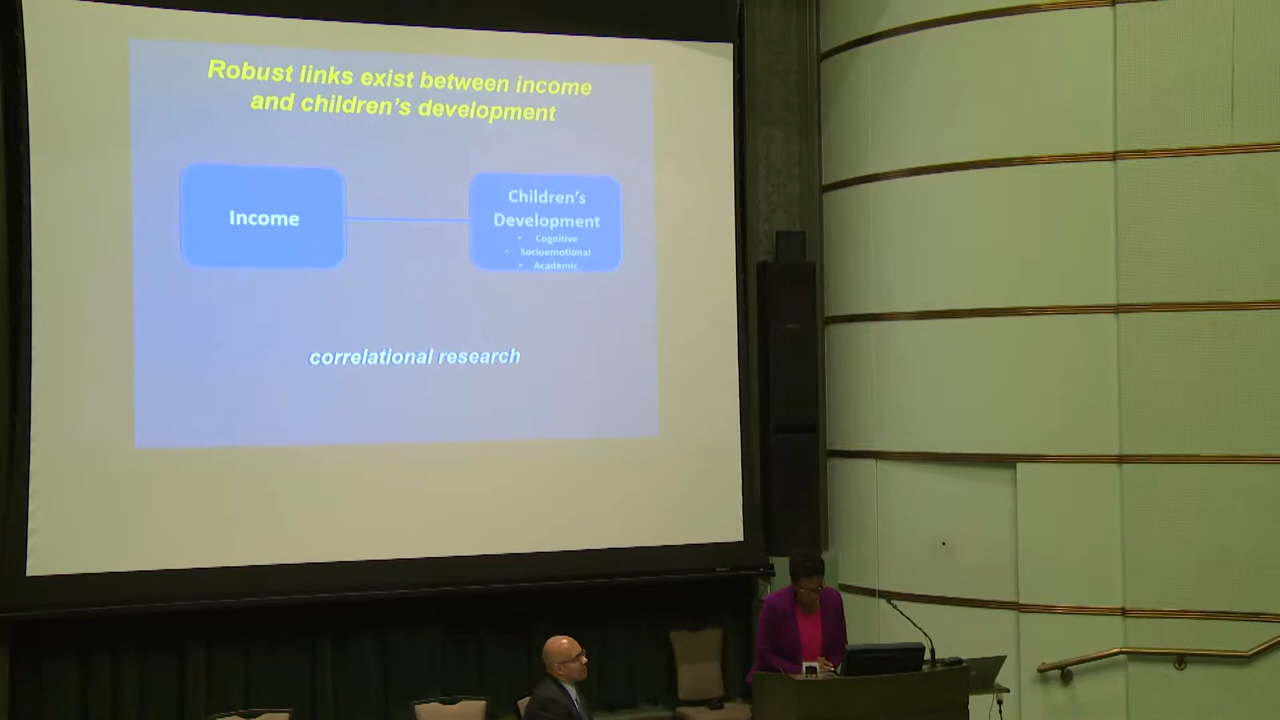 Robust links exist between income
and children's development
Income
Children's
Development
• Cognitive
• Socioemotional
• Academic
correlational research